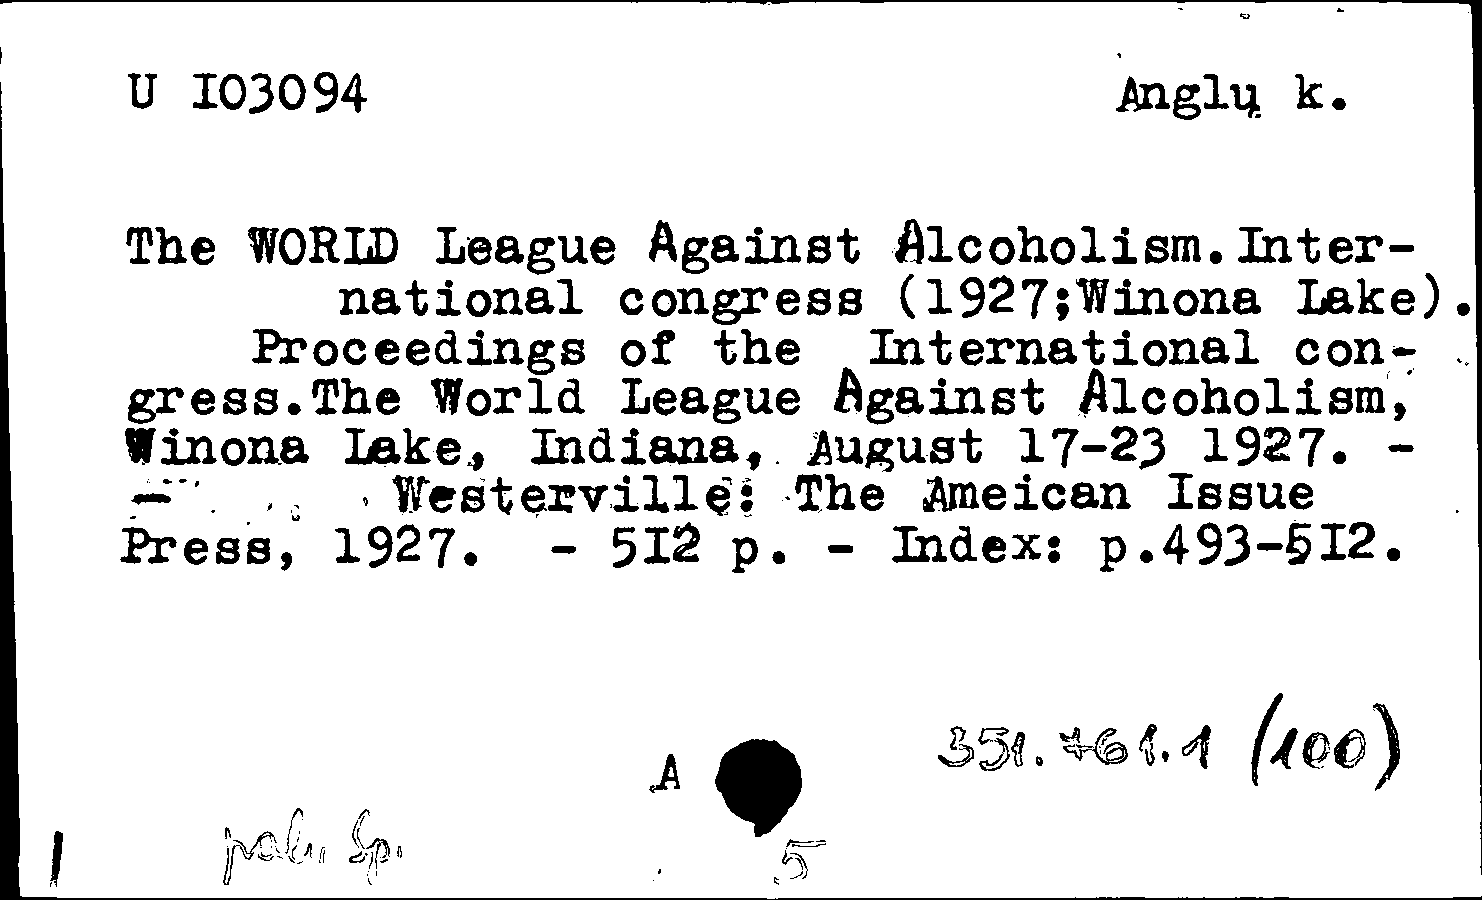 U I03094 Anglų k.
The WORLD League Against Alcoholism.Inter-
national congress (1927;Winona Lake).
Proceedings of the International con-
gress.The World League Against Alcoholism,
Winona Lake, Indiana, August 17-23 1927. -
- Westerville: The Ameican Issue
Press, 1927. - 5I2 p. - Index: p.493-5I2.
351.761.1 (100)
A
5